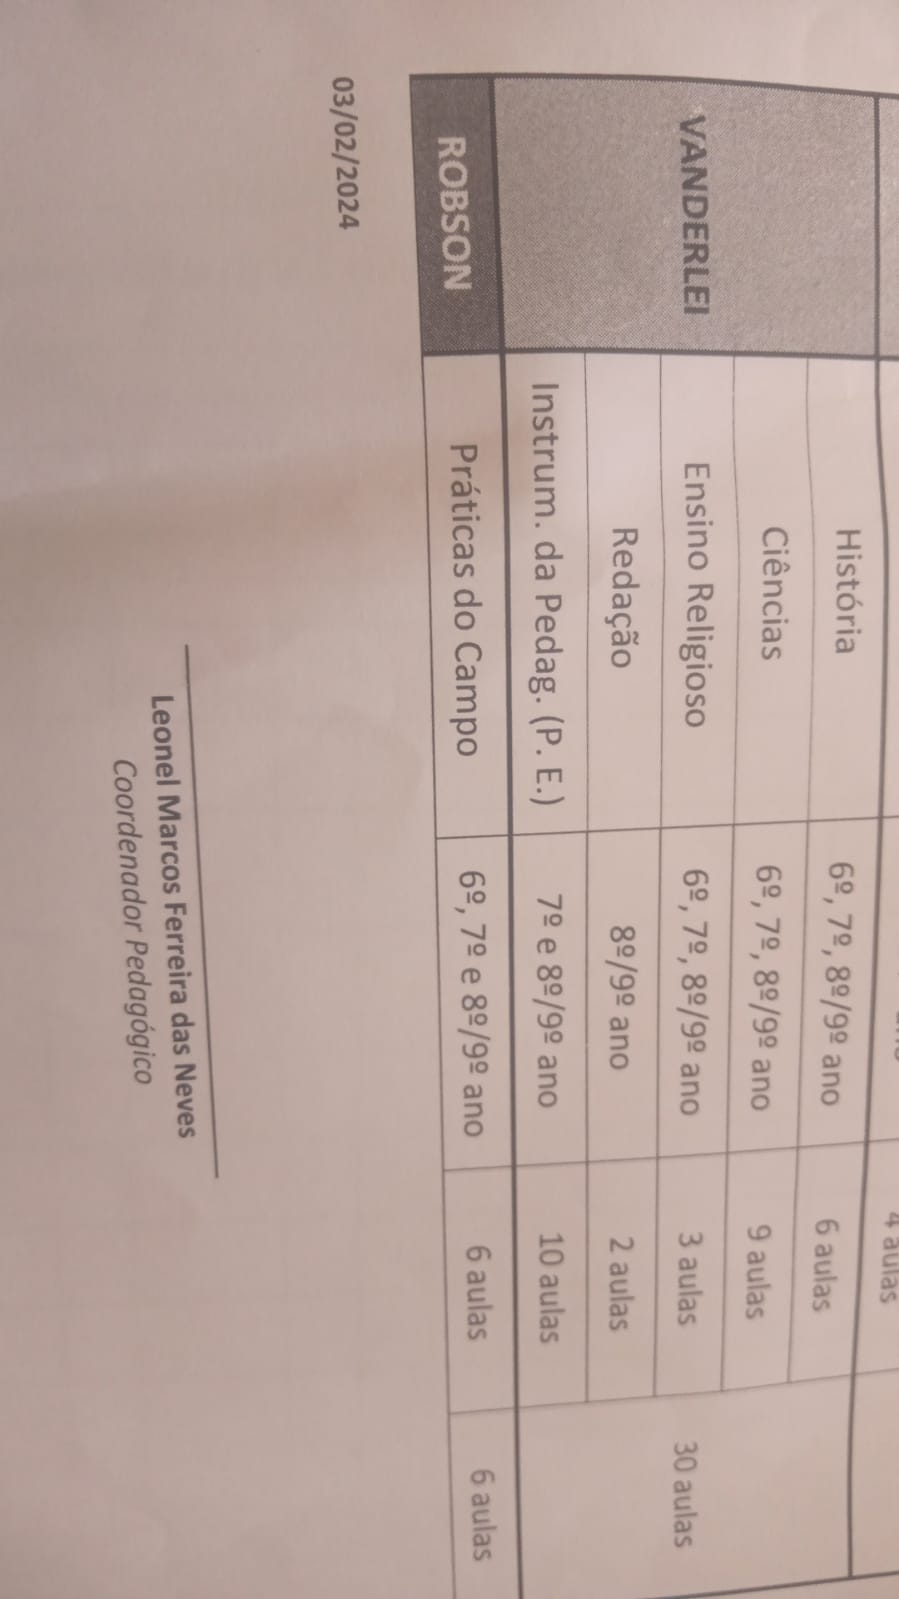 4 aulas
História 6º, 7º, 8º/9º ano 6 aulas
Ciências 6º, 7º, 8º/9º ano 9 aulas
VANDERLEI Ensino Religioso 6º, 7º, 8º/9º ano 3 aulas 30 aulas
Redação 8º/9º ano 2 aulas
Instrum. da Pedag. (P. E.) 7º e 8º/9º ano 10 aulas
ROBSON Práticas do Campo 6º, 7º e 8º/9º ano 6 aulas 6 aulas
03/02/2024
Leonel Marcos Ferreira das Neves
Coordenador Pedagógico